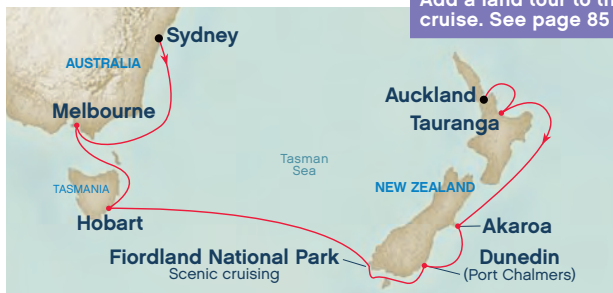 Add a land tour to th
cruise. See page 85
Sydney
AUSTRALIA
Melbourne
Auckland
Tauranga
Tasman
Sea
TASMANIA
NEW ZEALAND
Hobart
Akaroa
Fiordland National Park
Scenic cruising
Dunedin
(Port Chalmers)